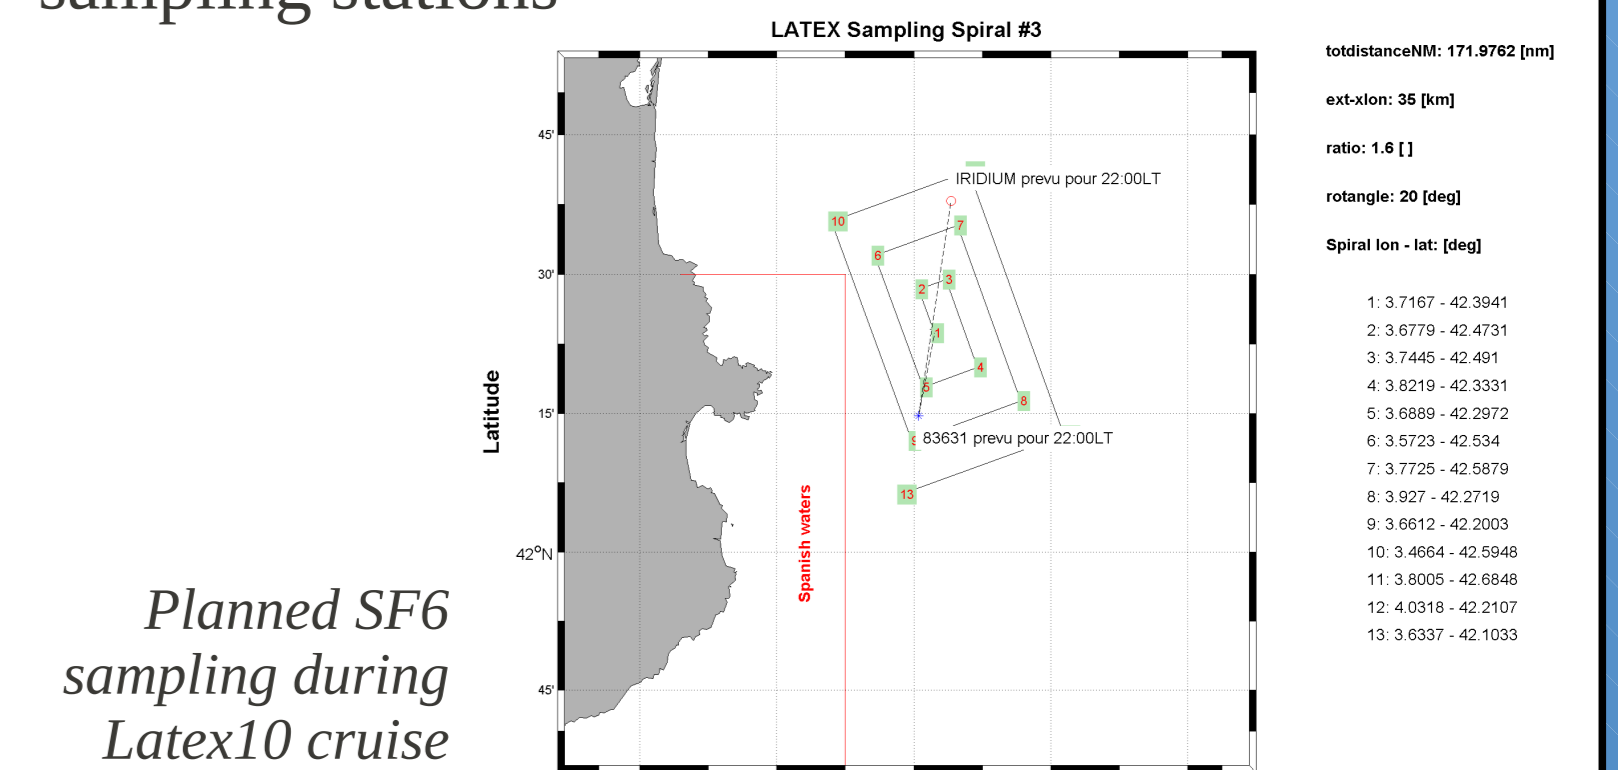 sampling stations
LATEX Sampling Spiral #3
totdistanceNM: 171.9762 [nm]
ext-xlon: 35 [km]
ratio: 1.6 [ ]
rotangle: 20 [deg]
Spiral lon - lat: [deg]
1: 3.7167 - 42.3941
2: 3.6779 - 42.4731
3: 3.7445 - 42.491
4: 3.8219 - 42.3331
5: 3.6889 - 42.2972
6: 3.5723 - 42.534
7: 3.7725 - 42.5879
8: 3.927 - 42.2719
9: 3.6612 - 42.2003
10: 3.4664 - 42.5948
11: 3.8005 - 42.6848
12: 4.0318 - 42.2107
13: 3.6337 - 42.1033
45'
30'
15'
42°N
45'
Latitude
IRIDIUM prevu pour 22:00LT
10
7
6
3
2
1
4
5
8
9
83631 prevu pour 22:00LT
13
Spanish waters
Planned SF6
sampling during
Latex10 cruise